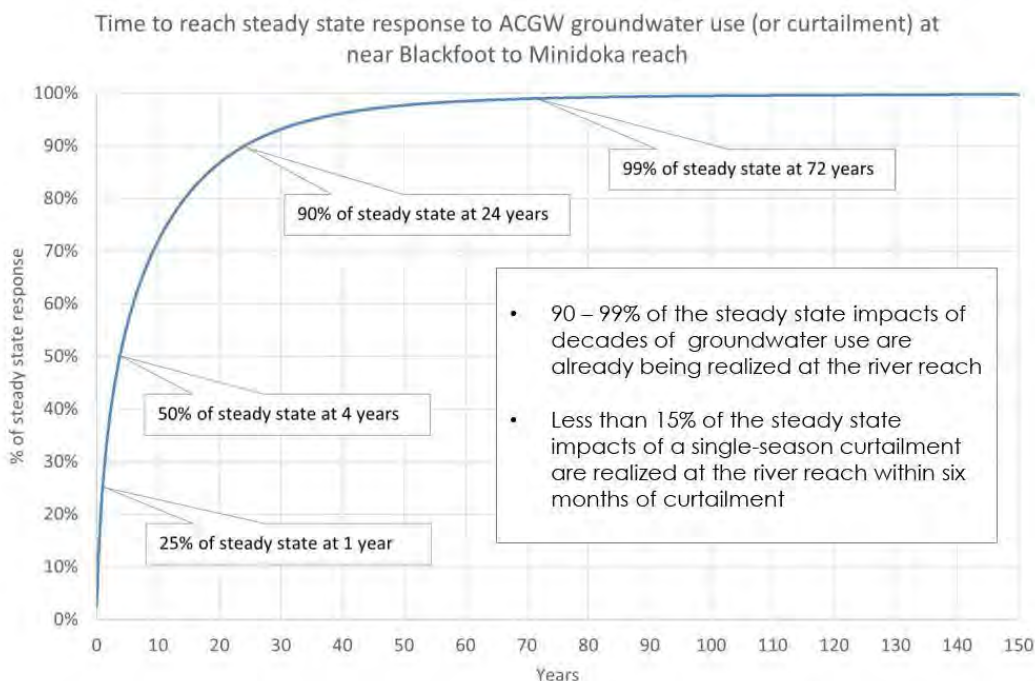 Time to reach steady state response to ACGW groundwater use (or curtailment) at
near Blackfoot to Minidoka reach
100%
90%
80%
70%
60%
50%
40%
30%
20%
10%
0%
% of steady state response
99% of steady state at 72 years
90% of steady state at 24 years
50% of steady state at 4 years
25% of steady state at 1 year
• 90 – 99% of the steady state impacts of
decades of groundwater use are
already being realized at the river reach
• Less than 15% of the steady state
impacts of a single-season curtailment
are realized at the river reach within six
months of curtailment
0 10 20 30 40 50 60 70 80 90 100 110 120 130 140 150
Years